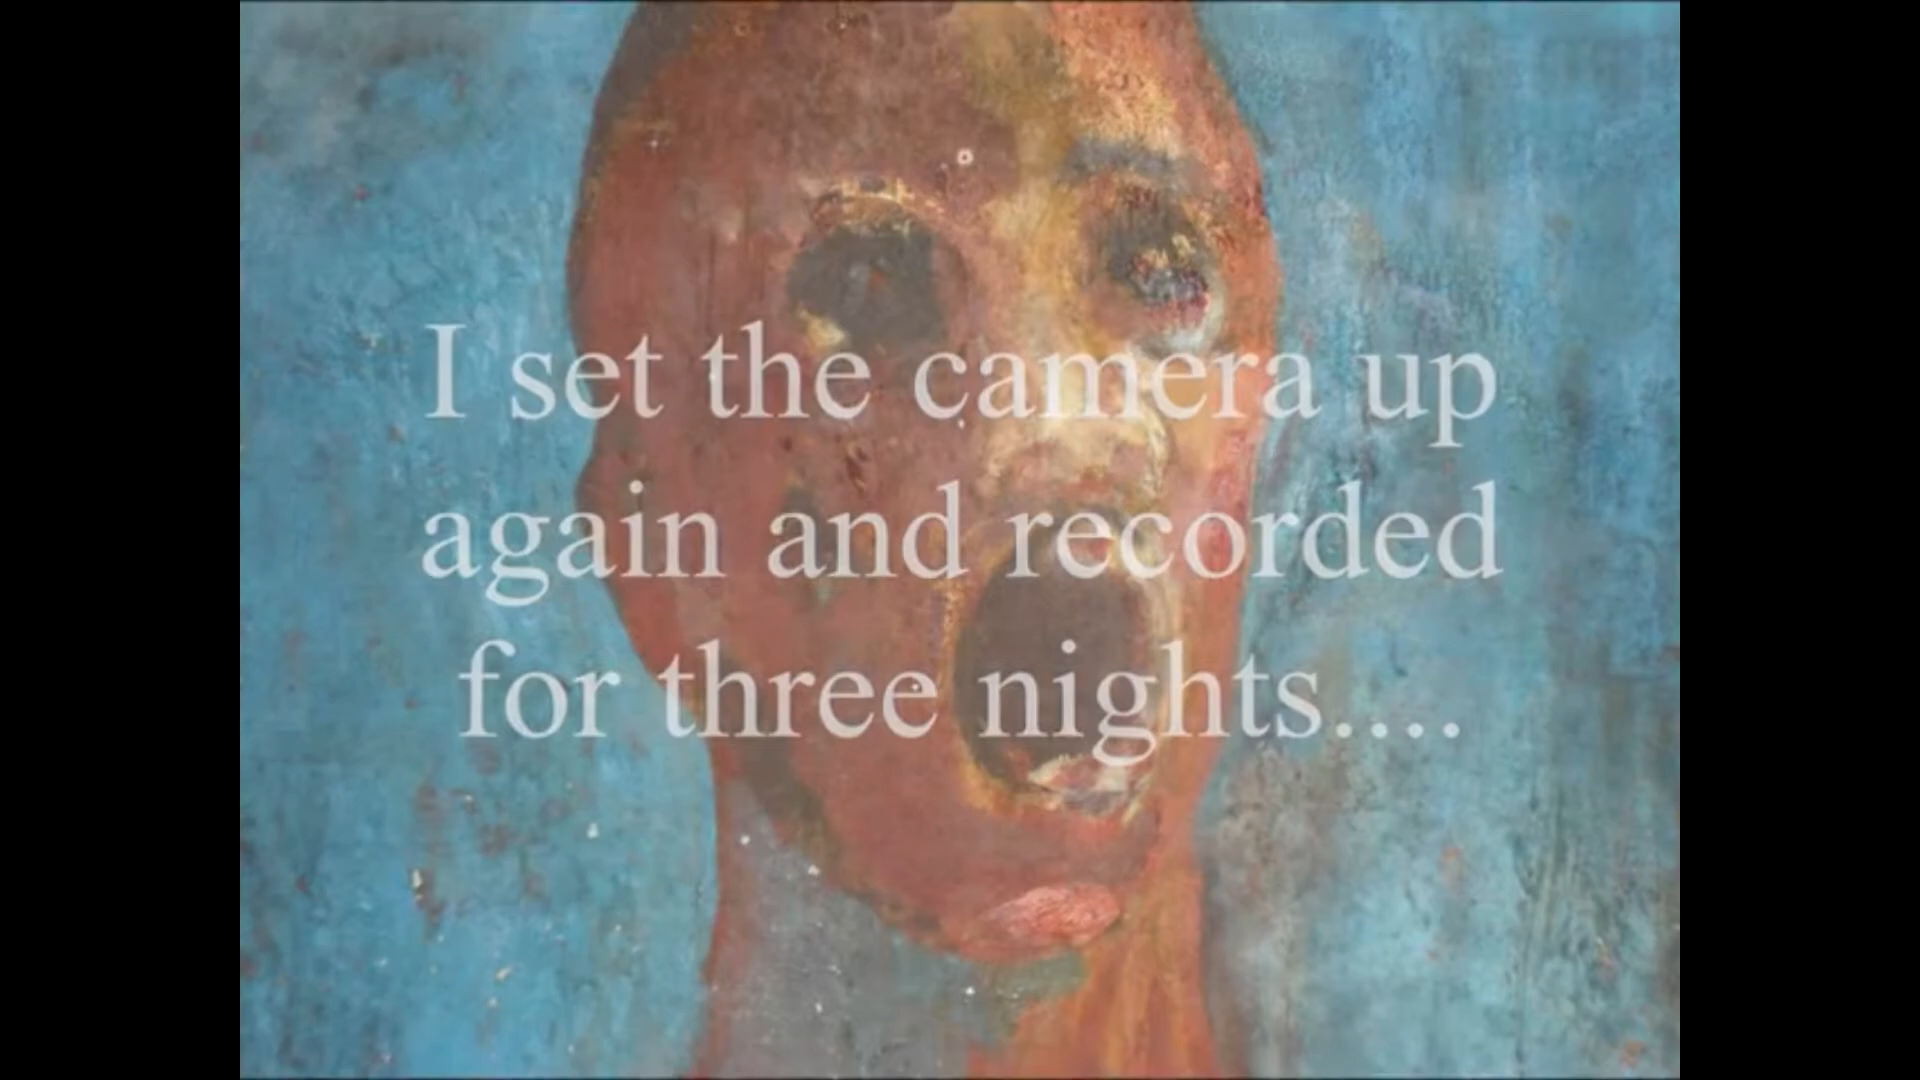 I set the camera up
again and recorded
for three nights....